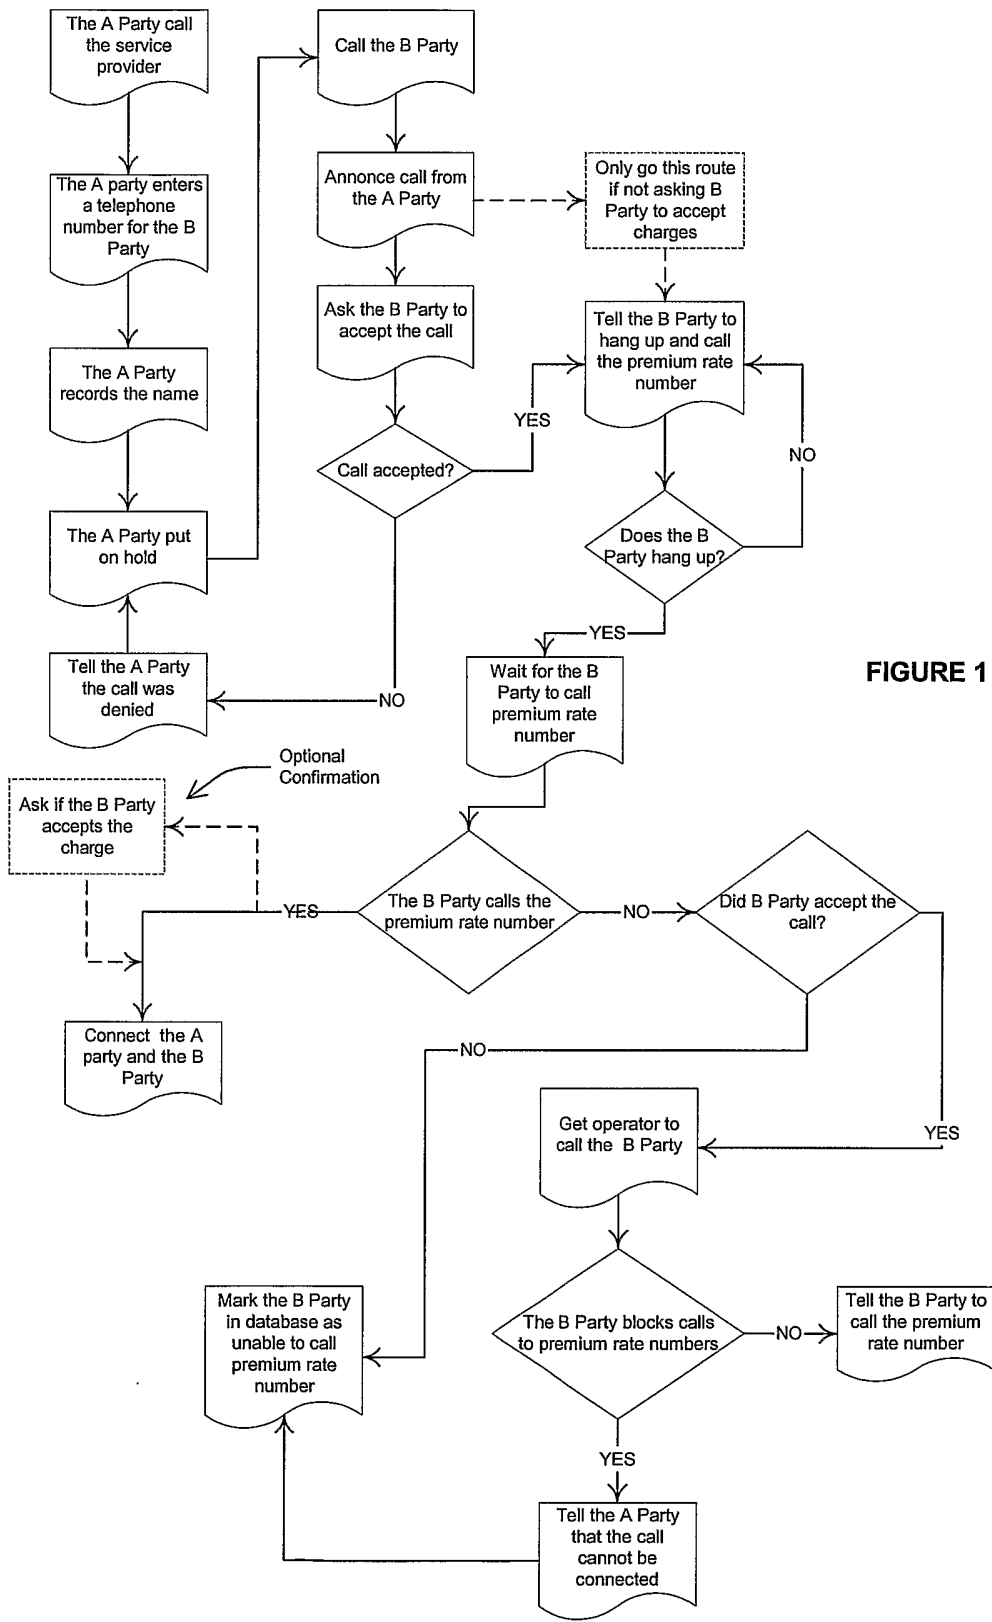 The A Party call
the service
provider
The A party enters
a telephone
number for the B
Party
The A Party
records the name
The A Party put
on hold
Tell the A Party
the call was
denied
Call the B Party
Annonce call from
the A Party
Ask the B Party to
accept the call
Call accepted?
YES
NO
Only go this route
if not asking B
Party to accept
charges
Tell the B Party to
hang up and call
the premium rate
number
NO
Does the B
Party hang up?
YES
Wait for the B
Party to call
premium rate
number
FIGURE 1
Optional
Confirmation
Ask if the B Party
accepts the
charge
YES
The B Party calls the
premium rate number
NO
Did B Party accept the
call?
Connect the A
party and the B
Party
NO
YES
Get operator to
call the B Party
Mark the B Party
in database as
unable to call
premium rate
number
The B Party blocks calls
to premium rate numbers
NO
Tell the B Party to
call the premium
rate number
YES
Tell the A Party
that the call
cannot be
connected